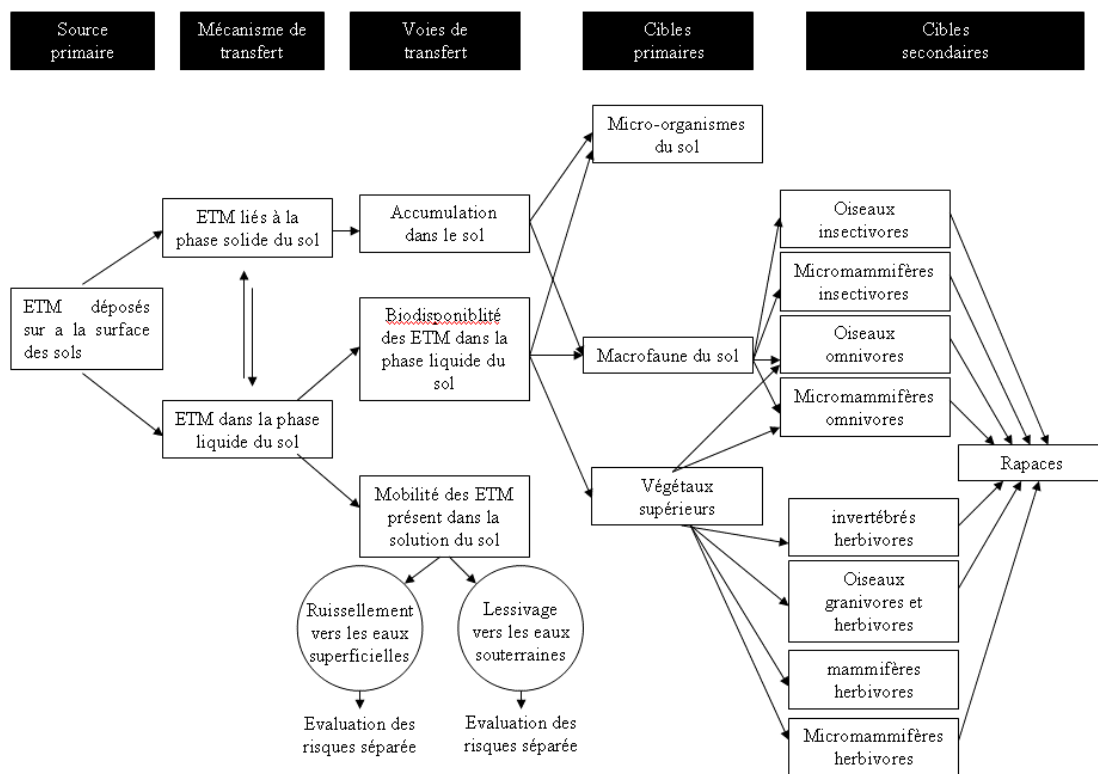 Source
primaire
Mécanisme de
transfert
Voies de
transfert
Cibles
primaires
Cibles
secondaires
ETM déposés
sur a la surface
des sols
ETM liés à la
phase solide du sol
ETM dans la phase
liquide du sol
Accumulation
dans le sol
Biodisponiblité
des ETM dans la
phase liquide du
sol
Mobilité des ETM
présent dans la
solution du sol
Ruissellement
vers les eaux
superficielles
Lessivage
vers les eaux
souterraines
Evaluation des
risques séparée
Evaluation des
risques séparée
Micro-organismes
du sol
Macrofaune du sol
Végétaux
supérieurs
Oiseaux
insectivores
Micromammifères
insectivores
Oiseaux
omnivores
Micromammifères
omnivores
invertébrés
herbivores
Oiseaux
granivores et
herbivores
mammifères
herbivores
Micromammifères
herbivores
Rapaces